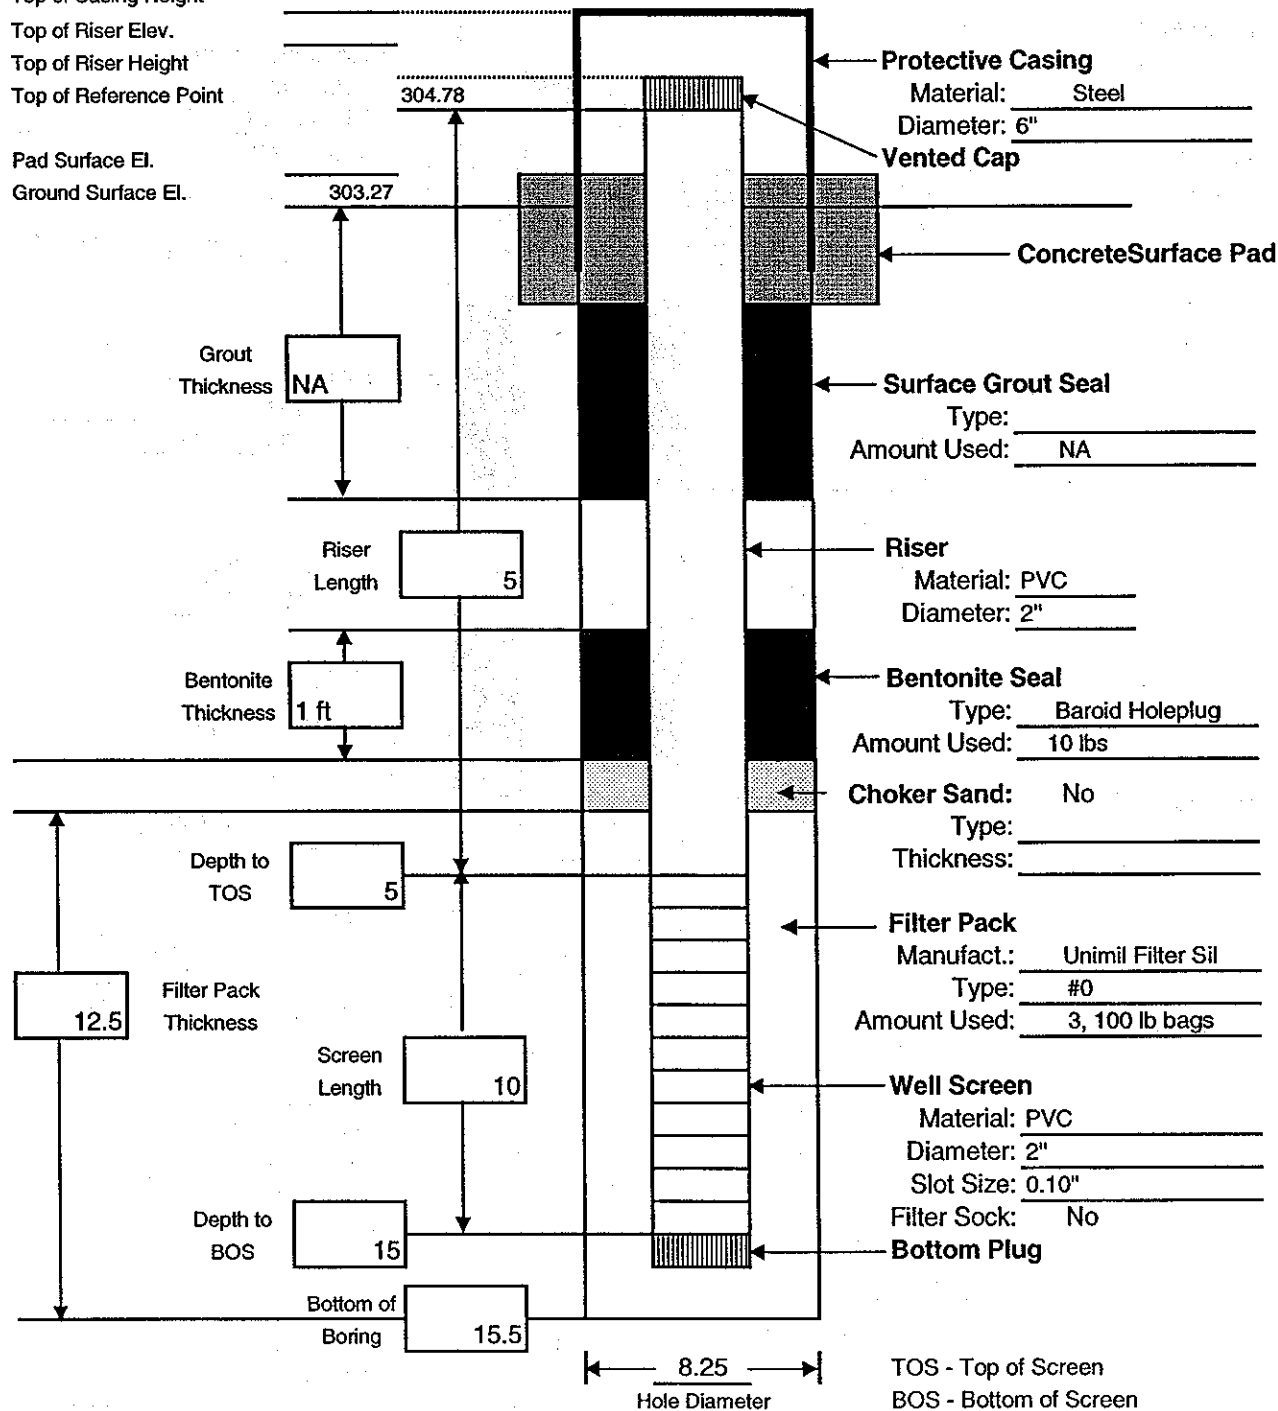 Top of Casing Height
Top of Riser Elev.
Top of Riser Height
Top of Reference Point 304.78
Pad Surface El.
Ground Surface El. 303.27
Protective Casing
Material: Steel
Diameter: 6"
Vented Cap
ConcreteSurface Pad
Grout
Thickness NA
Surface Grout Seal
Type:
Amount Used: NA
Riser
Length 5
Riser
Material: PVC
Diameter: 2"
Bentonite
Thickness 1 ft
Bentonite Seal
Type: Baroid Holeplug
Amount Used: 10 lbs
Choker Sand: No
Type:
Thickness:
Depth to
TOS 5
Filter Pack
Manufact.: Unimil Filter Sil
Type: #0
Amount Used: 3, 100 lb bags
12.5 Filter Pack
Thickness
Screen
Length 10
Well Screen
Material: PVC
Diameter: 2"
Slot Size: 0.10"
Filter Sock: No
Depth to
BOS 15
Bottom Plug
Bottom of
Boring 15.5
8.25
Hole Diameter
TOS - Top of Screen
BOS - Bottom of Screen